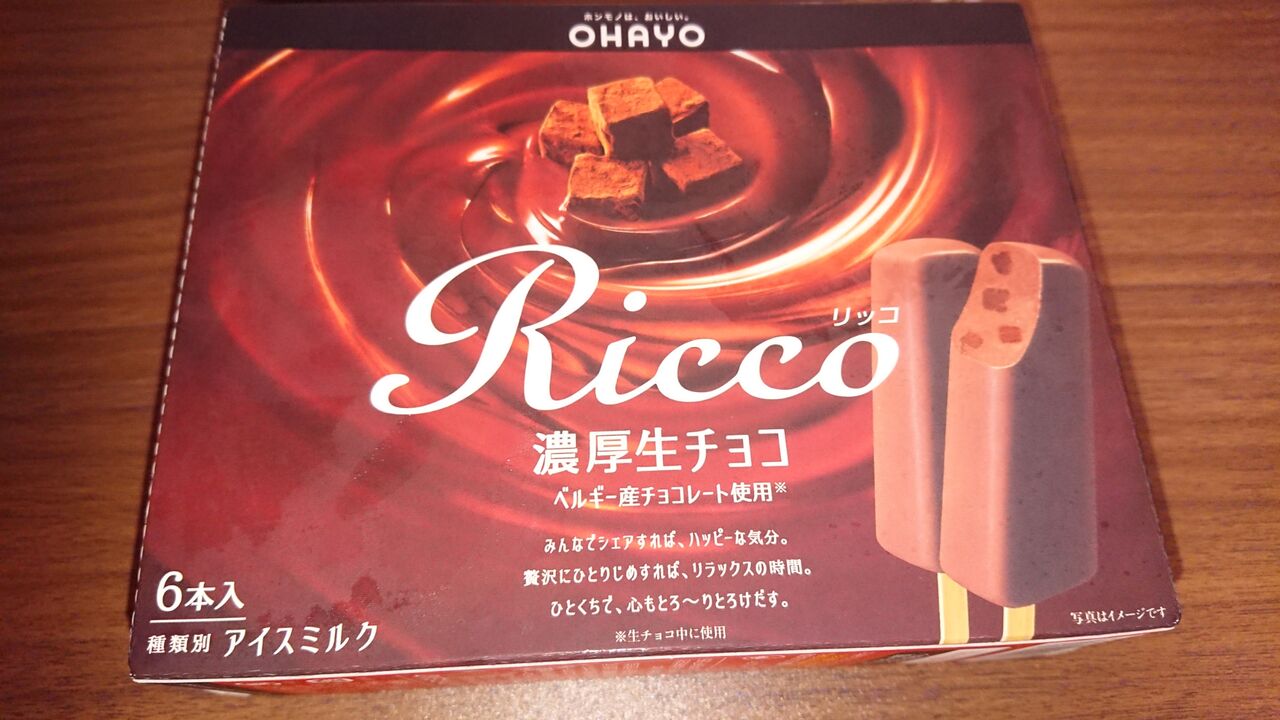 ホンモノは、おいしい。
OHAYO
Ricco
リッコ
濃厚生チョコ
ベルギー産チョコレート使用※
みんなでシェアすれば、ハッピーな気分。
贅沢にひとりじめすれば、リラックスの時間。
ひとくちで、心もとろ～りとろけだす。
※生チョコ中に使用
6本入
種類別 アイスミルク
写真はイメージです